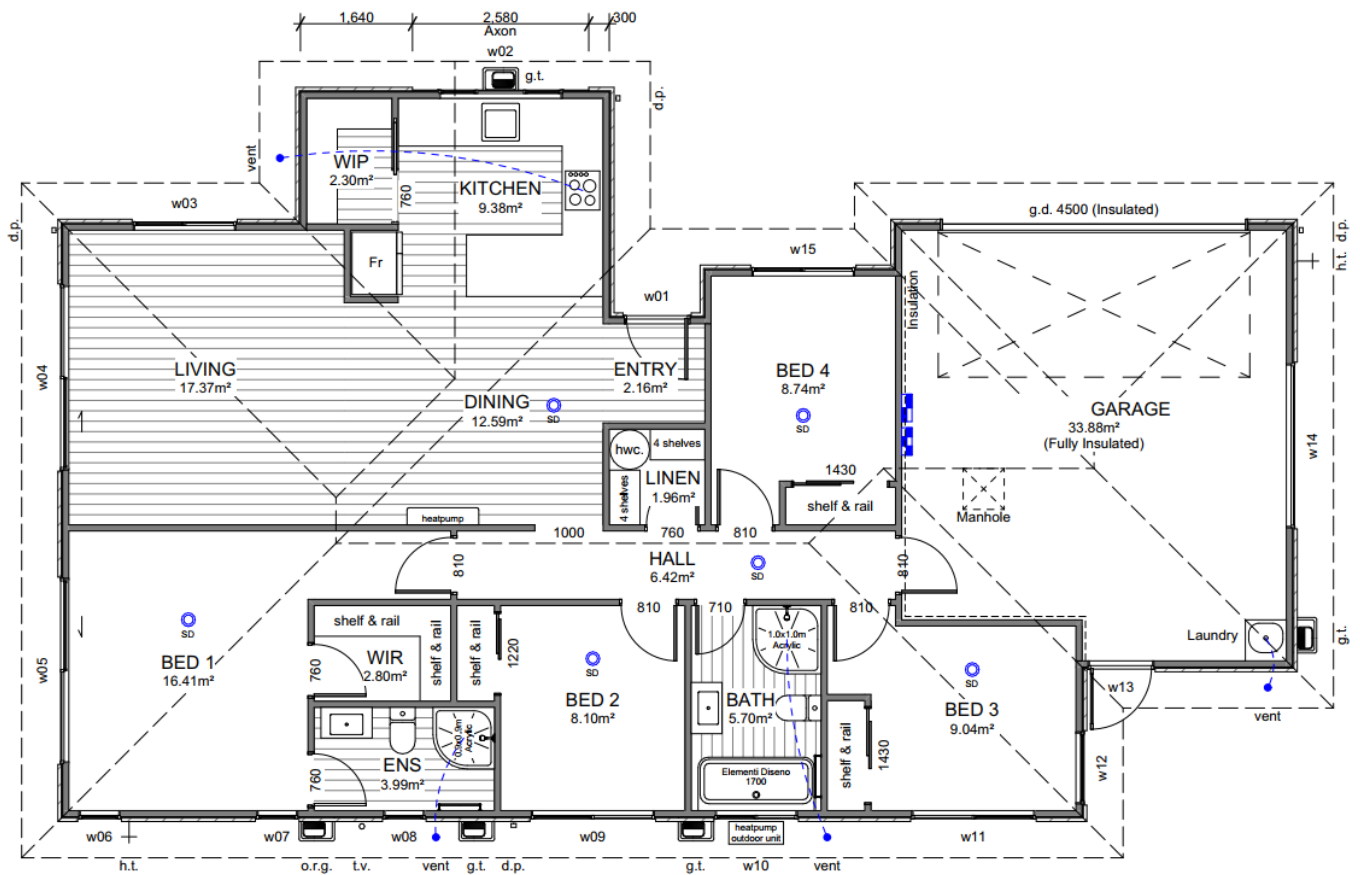 1,640
2,580
300
Axon
w02
g.t.
d.p.
vent
WIP
2.30m²
760
KITCHEN
9.38m²
w03
d.p.
g.d. 4500 (Insulated)
d.p.
h.t.
w15
Fr
w01
Insulation
LIVING
17.37m²
w04
ENTRY
2.16m²
BED 4
8.74m²
DINING
12.59m²
SD
SD
GARAGE
33.88m²
(Fully Insulated)
w14
hwc.
4 shelves
4 shelves
LINEN
1.96m²
1430
shelf & rail
Manhole
heatpump
1000
760
810
HALL
6.42m²
SD
810
810
810
710
810
shelf & rail
shelf & rail
shelf & rail
1220
1.0x1.0m
Acrylic
Laundry
g.t.
SD
BED 1
16.41m²
w05
760
WIR
2.80m²
SD
BED 2
8.10m²
BATH
5.70m²
SD
BED 3
9.04m²
w13
vent
0.9x0.9m
Acrylic
ENS
3.99m²
760
Elementi Diseno
1700
shelf & rail
1430
w12
w06
w07
w08
w09
heatpump
outdoor unit
w11
h.t.
o.r.g.
t.v.
vent
g.t.
d.p.
g.t.
w10
vent